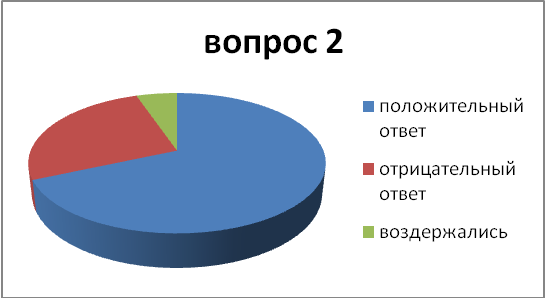 вопрос 2
положительный
ответ
отрицательный
ответ
воздержались